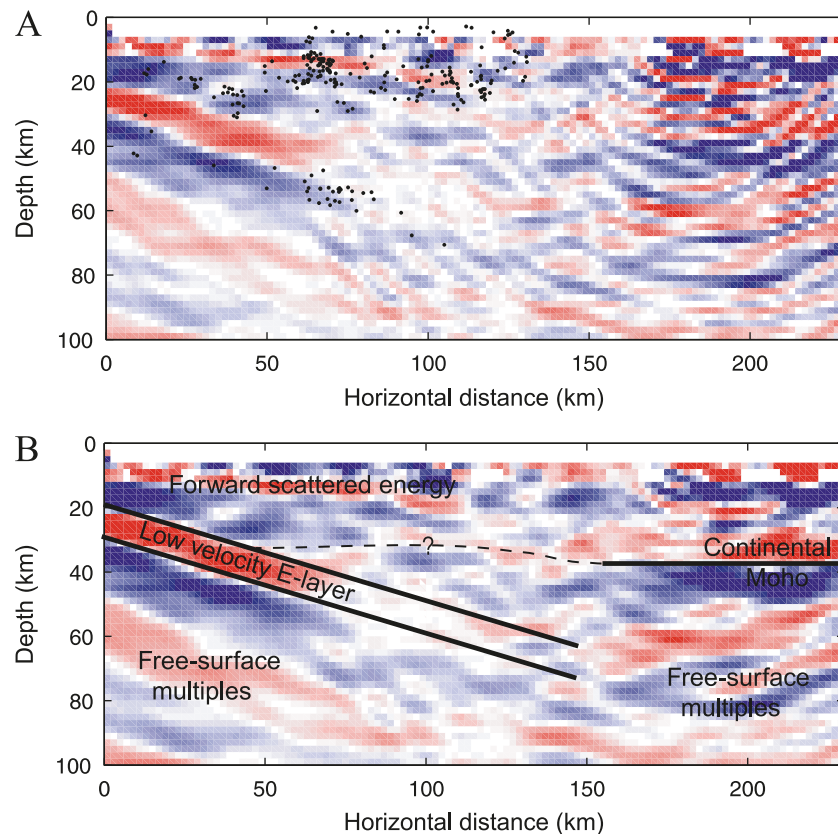 A
0
20
40
60
80
100
Depth (km)
0 50 100 150 200
Horizontal distance (km)
B
0
20
40
60
80
100
Depth (km)
Forward scattered energy
Low velocity E-layer
?
Continental
Moho
Free-surface
multiples
Free-surface
multiples
0 50 100 150 200
Horizontal distance (km)